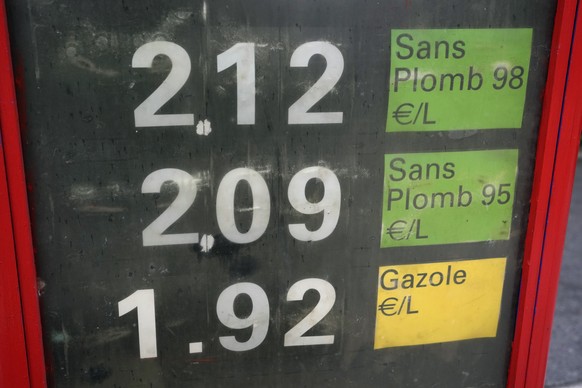 2.12 Sans
Plomb 98
€/L
2.09 Sans
Plomb 95
€/L
1.92 Gazole
€/L